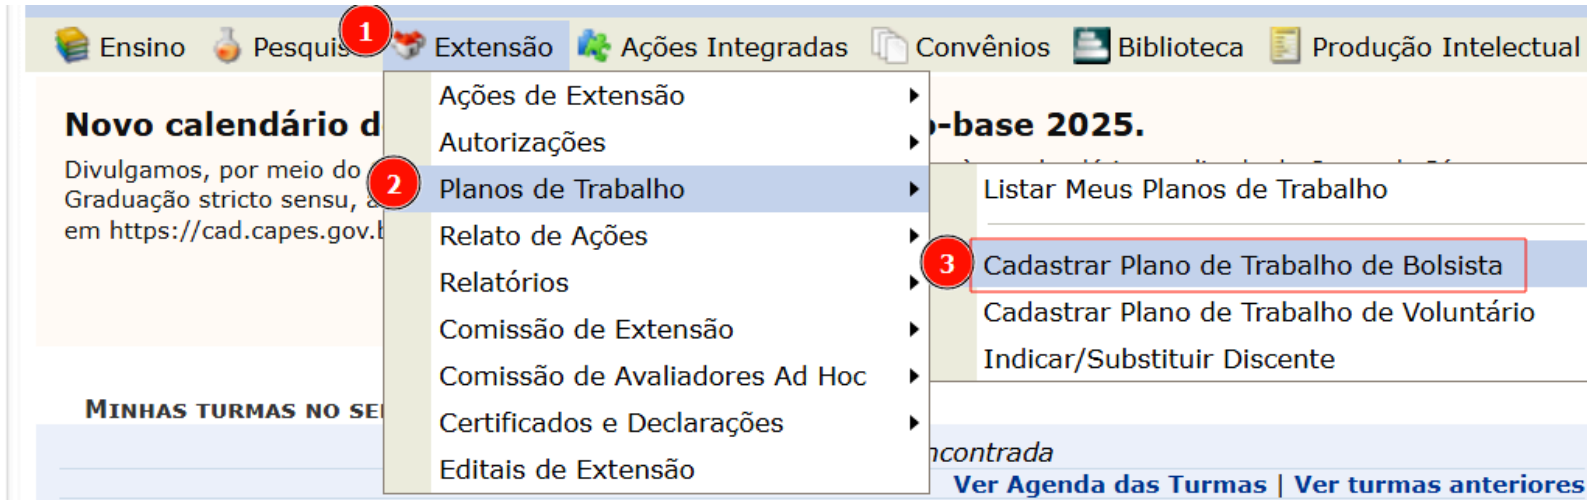 1
Ensino Pesquis Extensão Ações Integradas Convênios Biblioteca Produção Intelectual
Ações de Extensão
Autorizações
2 Planos de Trabalho
Relato de Ações
Relatórios
Comissão de Extensão
Comissão de Avaliadores Ad Hoc
Certificados e Declarações
Editais de Extensão
Listar Meus Planos de Trabalho
3 Cadastrar Plano de Trabalho de Bolsista
Cadastrar Plano de Trabalho de Voluntário
Indicar/Substituir Discente
Novo calendário d
-base 2025.
Divulgamos, por meio do
Graduação stricto sensu,
em https://cad.capes.gov.
MINHAS TURMAS NO SE
contrada
Ver Agenda das Turmas | Ver turmas anteriores